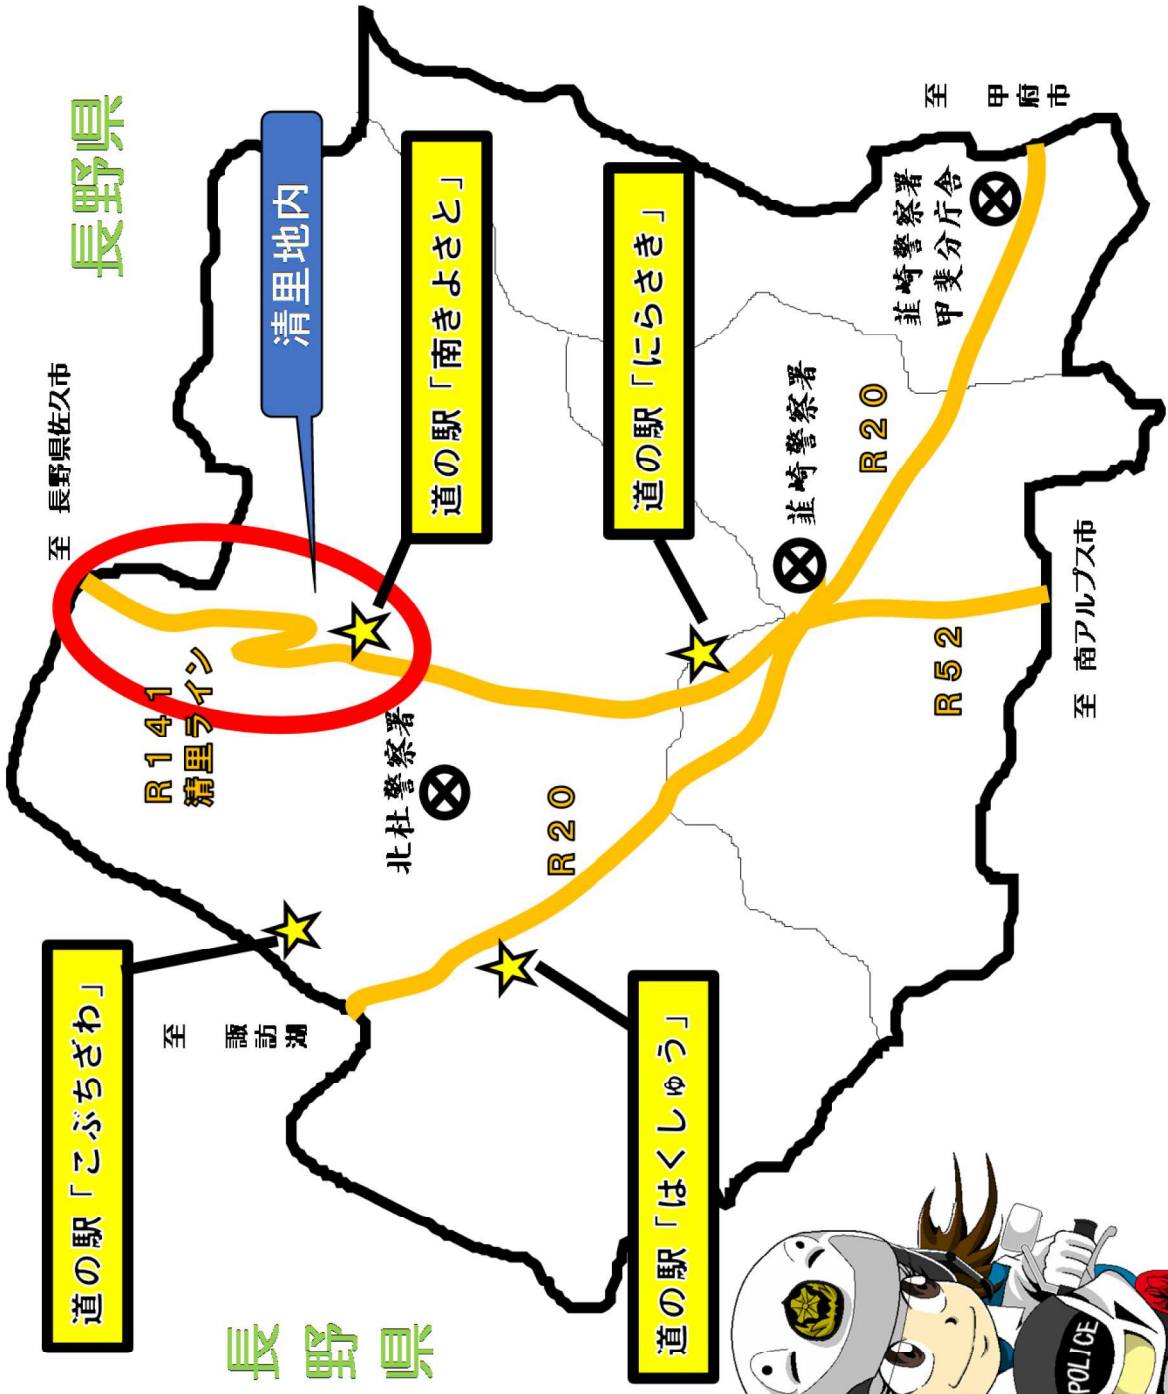 長野県
至　長野県佐久市
清里地内
道の駅「南きよさと」
R141
清里ライン
道の駅「こぶちざわ」
至　諏訪湖
北杜警察署
R20
道の駅「にらさき」
韮崎警察署
至　甲府市
韮崎警察署
甲斐分庁舎
R20
R52
至　南アルプス市
道の駅「はくしゅう」
長野県
POLICE